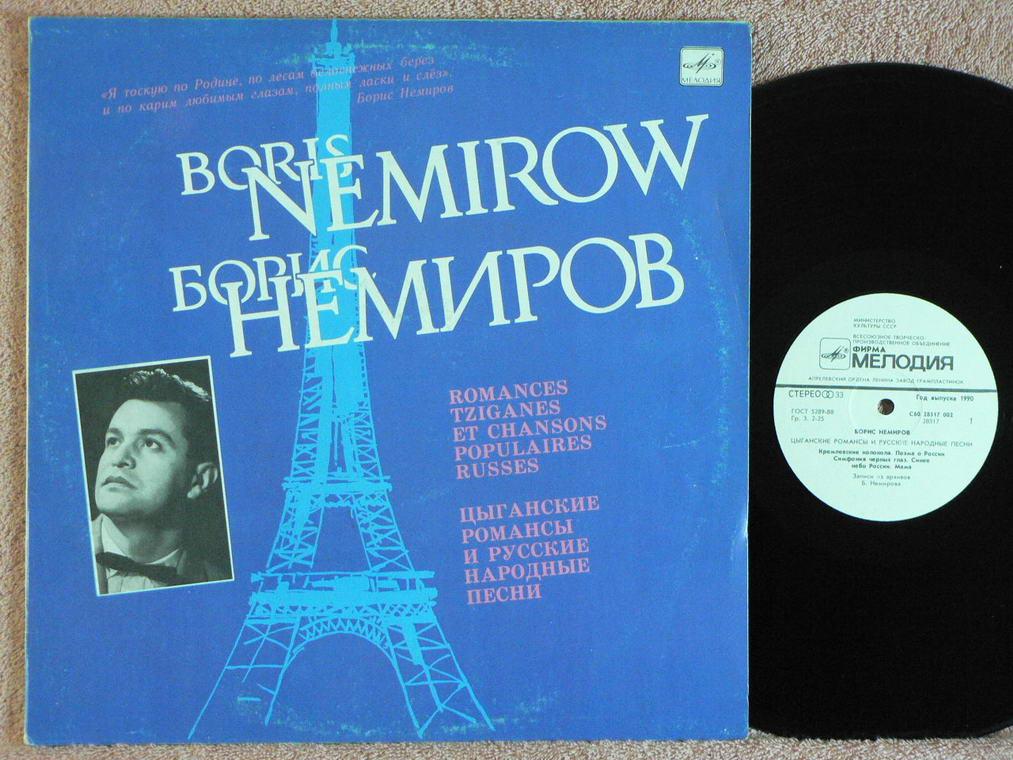 «Я тоскую по Родине, по лесам белоснежных берез
и по карим любимым глазам, полным ласки и слёз».
Борис Немиров
МЕЛОДИЯ
BORIS
NEMIROW
БОРИС
НЕМИРОВ
ROMANCES
TZIGANES
ET CHANSONS
POPULAIRES
RUSSES
ЦЫГАНСКИЕ
РОМАНСЫ
И РУССКИЕ
НАРОДНЫЕ
ПЕСНИ
МИНИСТЕРСТВО
КУЛЬТУРЫ СССР
ВСЕСОЮЗНОЕ ТВОРЧЕСКО-
ПРОИЗВОДСТВЕННОЕ ОБЪЕДИНЕНИЕ
ФИРМА
МЕЛОДИЯ
АПРЕЛЕВСКИЙ ОРДЕНА ЛЕНИНА ЗАВОД ГРАМПЛАСТИНОК
СТЕРЕО 33
Год выпуска 1990
ГОСТ 5289-88
Гр. 3. 2-25
С60 28517 002
28517
1
БОРИС НЕМИРОВ
ЦЫГАНСКИЕ РОМАНСЫ И РУССКИЕ НАРОДНЫЕ ПЕСНИ
Кремлевские колокола. Поэма о России
Симфония черных глаз. Синее
небо России. Мама
Записи из архивов
Б. Немирова